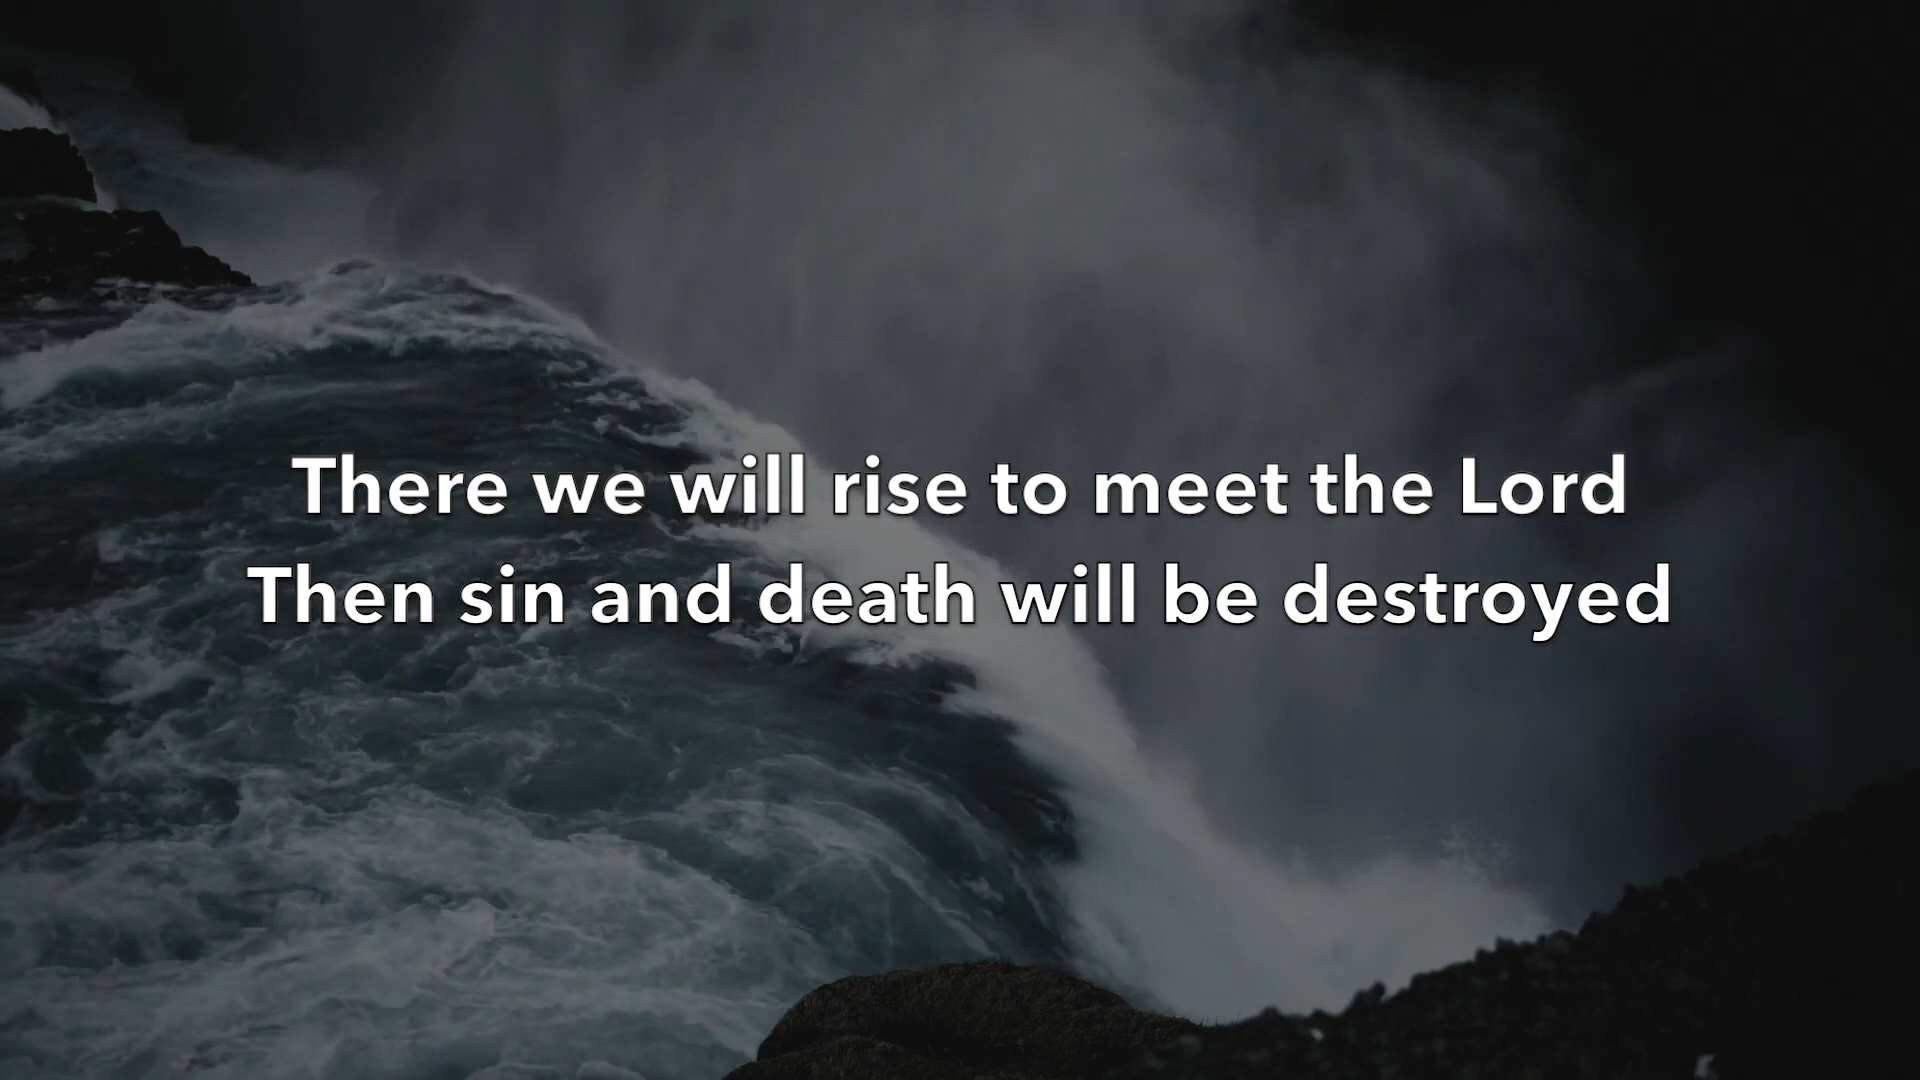 There we will rise to meet the Lord
Then sin and death will be destroyed